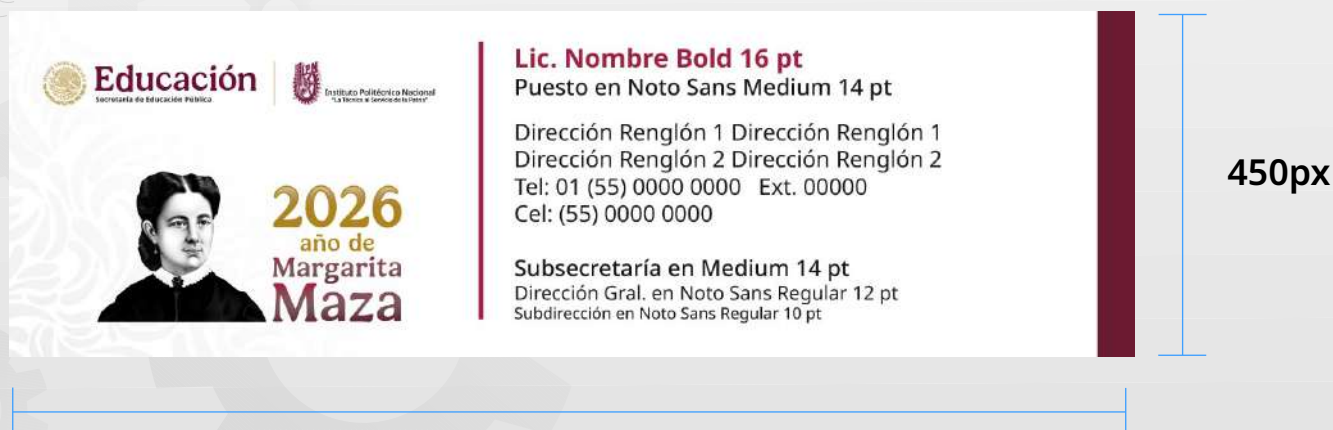 Educación
Secretaría de Educación Pública
Instituto Politécnico Nacional
"La Técnica al Servicio de la Patria"
2026
año de
Margarita
Maza
Lic. Nombre Bold 16 pt
Puesto en Noto Sans Medium 14 pt
Dirección Renglón 1 Dirección Renglón 1
Dirección Renglón 2 Dirección Renglón 2
Tel: 01 (55) 0000 0000 Ext. 00000
Cel: (55) 0000 0000
Subsecretaría en Medium 14 pt
Dirección Gral. en Noto Sans Regular 12 pt
Subdirección en Noto Sans Regular 10 pt
450px